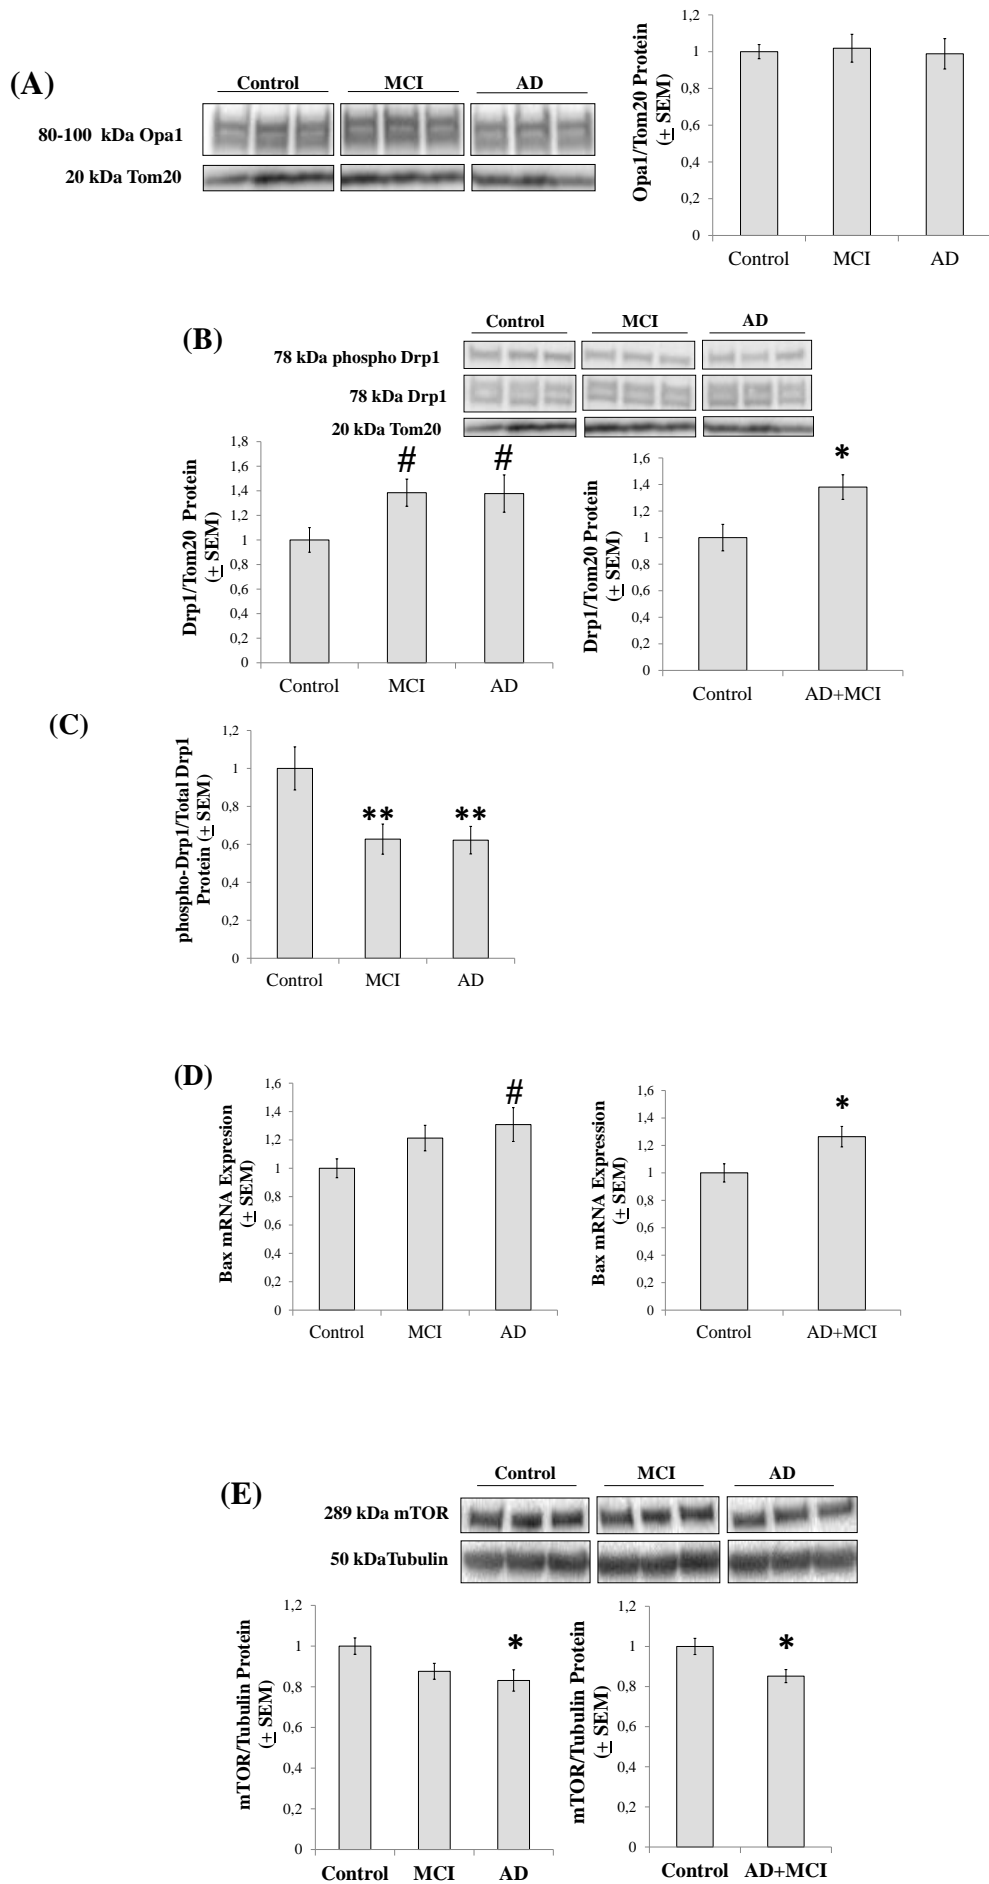 (A)
Control MCI AD
80-100 kDa Opa1
20 kDa Tom20
Opa1/Tom20 Protein
(± SEM)
1,2
1
0,8
0,6
0,4
0,2
0
Control MCI AD
(B)
Control MCI AD
78 kDa phospho Drp1
78 kDa Drp1
20 kDa Tom20
Drp1/Tom20 Protein
(± SEM)
1,8
1,6
1,4
1,2
1
0,8
0,6
0,4
0,2
0
# #
Control MCI AD
Drp1/Tom20 Protein
(± SEM)
1,6
1,4
1,2
1
0,8
0,6
0,4
0,2
0
*
Control AD+MCI
(C)
phospho-Drp1/Total Drp1
Protein (± SEM)
1,2
1
0,8
0,6
0,4
0,2
0
** **
Control MCI AD
(D)
Bax mRNA Expresion
(± SEM)
1,6
1,4
1,2
1
0,8
0,6
0,4
0,2
0
#
Control MCI AD
Bax mRNA Expression
(± SEM)
1,6
1,4
1,2
1
0,8
0,6
0,4
0,2
0
*
Control AD+MCI
(E)
Control MCI AD
289 kDa mTOR
50 kDaTubulin
mTOR/Tubulin Protein
(± SEM)
1,2
1
0,8
0,6
0,4
0,2
0
*
Control MCI AD
mTOR/Tubulin Protein
(± SEM)
1,2
1
0,8
0,6
0,4
0,2
0
*
Control AD+MCI